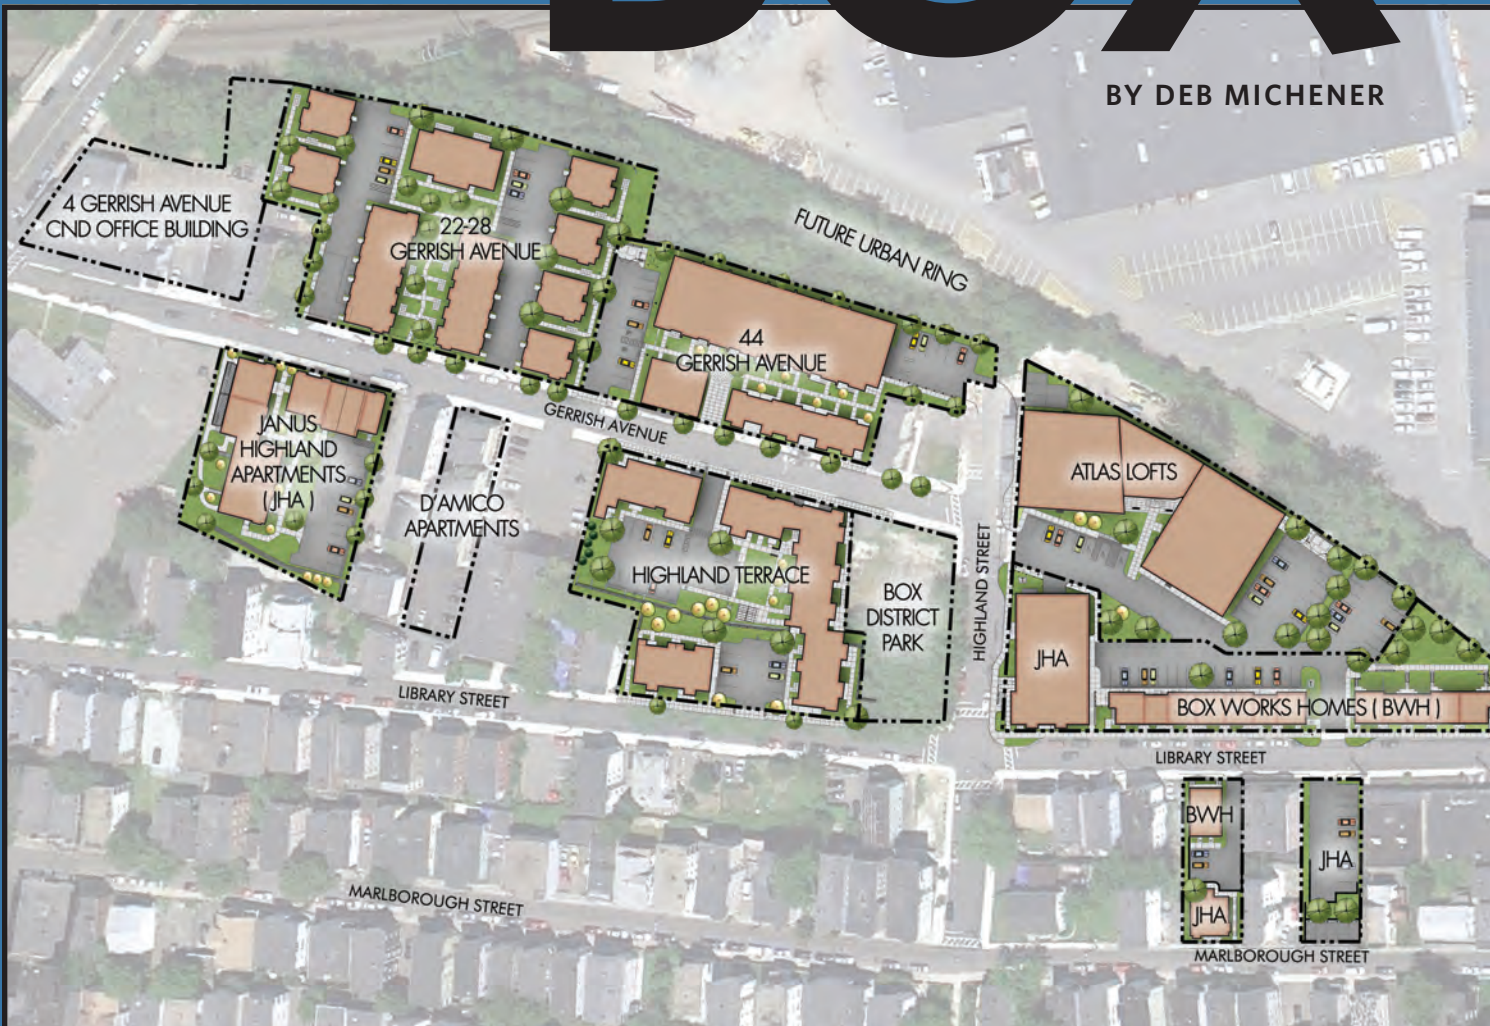 BOX
BY DEB MICHENER
4 GERRISH AVENUE
CND OFFICE BUILDING
22-28
GERRISH AVENUE
FUTURE URBAN RING
44
GERRISH AVENUE
GERRISH AVENUE
JANUS
HIGHLAND
APARTMENTS
( JHA )
D'AMICO
APARTMENTS
HIGHLAND TERRACE
BOX
DISTRICT
PARK
HIGHLAND STREET
ATLAS LOFTS
JHA
BOX WORKS HOMES ( BWH )
LIBRARY STREET
LIBRARY STREET
BWH
JHA
JHA
MARLBOROUGH STREET
MARLBOROUGH STREET